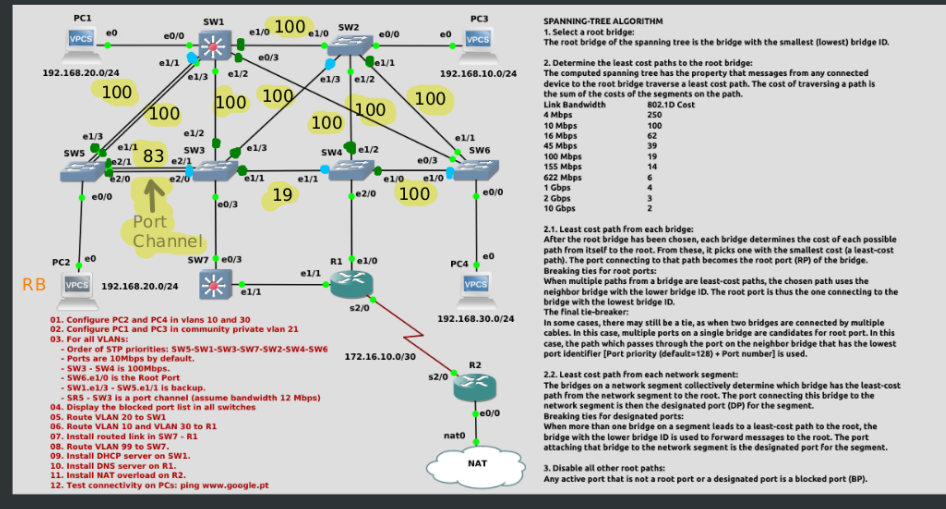 PC1
VPCS
e0
192.168.20.0/24
SW1
e0/0
e1/0
100
e0/0
SW2
e0/0
e0
PC3
VPCS
192.168.10.0/24
e1/1
e1/3
e1/2
e0/3
e1/3
e1/2
e1/1
100
100
100
100
100
100
e1/3
e1/1
e1/2
e1/3
e1/2
e1/1
SW5
e2/1
83
e2/1
SW3
SW4
e0/3
SW6
e2/0
e2/0
e1/1
e1/1
e1/0
e1/0
e0/0
e0/3
19
e2/0
100
e0/0
Port
Channel
PC2
e0
RB
VPCS
192.168.20.0/24
SW7
e0/3
e1/1
e1/1
R1
e1/0
s2/0
PC4
e0
VPCS
192.168.30.0/24
172.16.10.0/30
R2
s2/0
e0/0
nat0
NAT
01. Configure PC2 and PC4 in vlans 10 and 30
02. Configure PC1 and PC3 in community private vlan 21
03. For all VLANs:
- Order of STP priorities: SW5-SW1-SW3-SW7-SW2-SW4-SW6
- Ports are 10Mbps by default.
- SW3 - SW4 is 100Mbps.
- SW6.e1/0 is the Root Port
- SW1.e1/3 - SW5.e1/1 is backup.
- SR5 - SW3 is a port channel (assume bandwidth 12 Mbps)
04. Display the blocked port list in all switches
05. Route VLAN 20 to SW1
06. Route VLAN 10 and VLAN 30 to R1
07. Install routed link in SW7 - R1
08. Route VLAN 99 to SW7.
09. Install DHCP server on SW1.
10. Install DNS server on R1.
11. Install NAT overload on R2.
12. Test connectivity on PCs: ping www.google.pt
SPANNING-TREE ALGORITHM
1. Select a root bridge:
The root bridge of the spanning tree is the bridge with the smallest (lowest) bridge ID.
2. Determine the least cost paths to the root bridge:
The computed spanning tree has the property that messages from any connected
device to the root bridge traverse a least cost path. The cost of traversing a path is
the sum of the costs of the segments on the path.
Link Bandwidth 802.1D Cost
4 Mbps 250
10 Mbps 100
16 Mbps 62
45 Mbps 39
100 Mbps 19
155 Mbps 14
622 Mbps 6
1 Gbps 4
2 Gbps 3
10 Gbps 2
2.1. Least cost path from each bridge:
After the root bridge has been chosen, each bridge determines the cost of each possible
path from itself to the root. From these, it picks one with the smallest cost (a least-cost
path). The port connecting to that path becomes the root port (RP) of the bridge.
Breaking ties for root ports:
When multiple paths from a bridge are least-cost paths, the chosen path uses the
neighbor bridge with the lower bridge ID. The root port is thus the one connecting to the
bridge with the lowest bridge ID.
The final tie-breaker:
In some cases, there may still be a tie, as when two bridges are connected by multiple
cables. In this case, multiple ports on a single bridge are candidates for root port. In this
case, the path which passes through the port on the neighbor bridge that has the lowest
port identifier [Port priority (default=128) + Port number] is used.
2.2. Least cost path from each network segment:
The bridges on a network segment collectively determine which bridge has the least-cost
path from the network segment to the root. The port connecting this bridge to the
network segment is then the designated port (DP) for the segment.
Breaking ties for designated ports:
When more than one bridge on a segment leads to a least-cost path to the root, the
bridge with the lower bridge ID is used to forward messages to the root. The port
attaching that bridge to the network segment is the designated port for the segment.
3. Disable all other root paths:
Any active port that is not a root port or a designated port is a blocked port (BP).